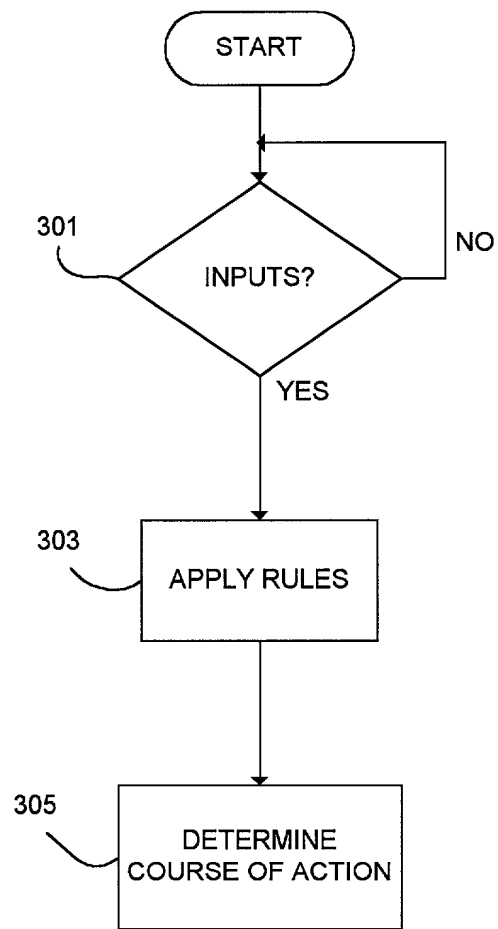 START
301
INPUTS?
NO
YES
303
APPLY RULES
305
DETERMINE
COURSE OF ACTION